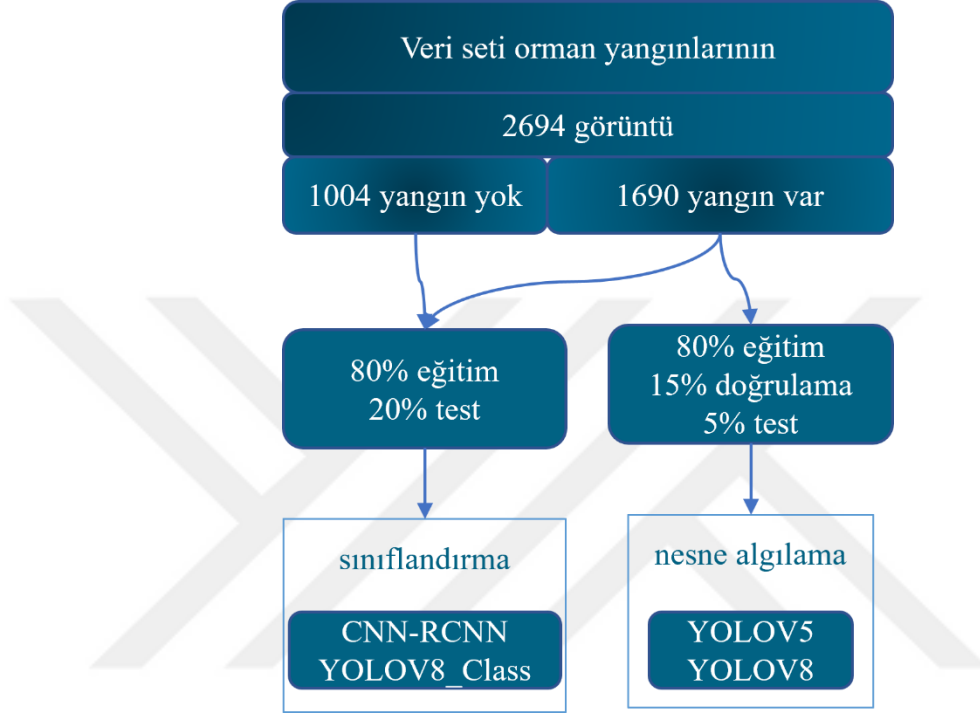 Veri seti orman yangınlarının
2694 görüntü
1004 yangın yok
1690 yangın var
80% eğitim
20% test
80% eğitim
15% doğrulama
5% test
sınıflandırma
CNN-RCNN
YOLOV8_Class
nesne algılama
YOLOV5
YOLOV8